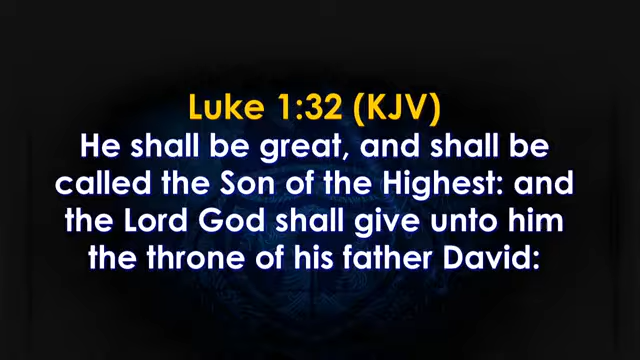 Luke 1:32 (KJV)
He shall be great, and shall be
called the Son of the Highest: and
the Lord God shall give unto him
the throne of his father David: